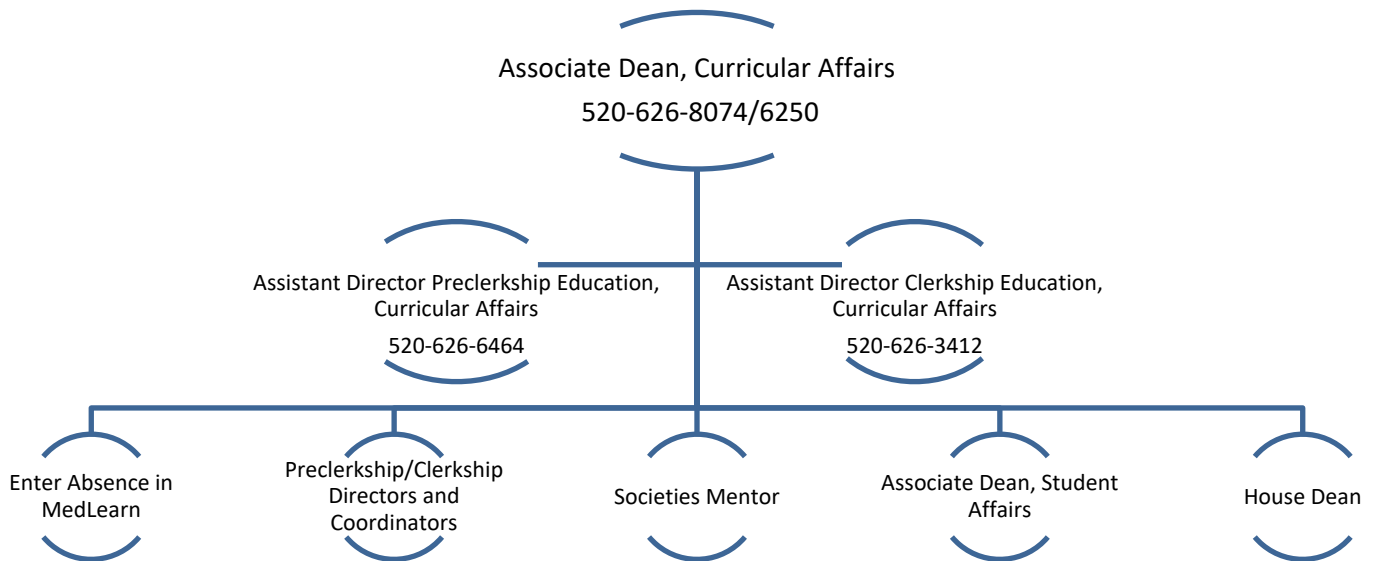 Associate Dean, Curricular Affairs
520-626-8074/6250
Assistant Director Preclerkship Education,
Curricular Affairs
520-626-6464
Assistant Director Clerkship Education,
Curricular Affairs
520-626-3412
Enter Absence in
MedLearn
Preclerkship/Clerkship
Directors and
Coordinators
Societies Mentor
Associate Dean, Student
Affairs
House Dean